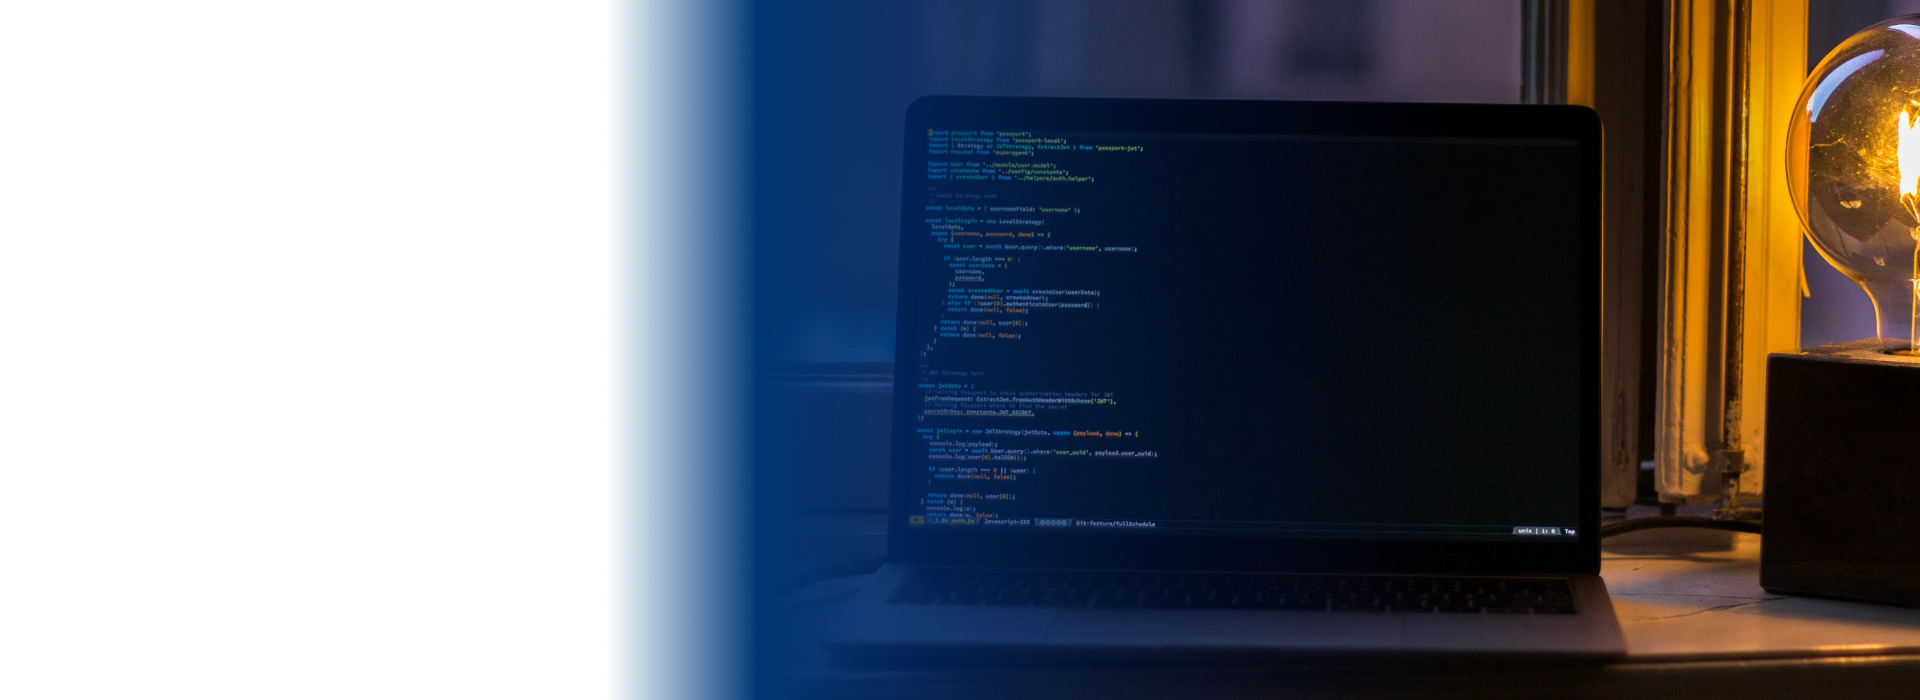 import passport from 'passport';
import LocalStrategy from 'passport-local';
import { Strategy as JWTStrategy, ExtractJwt } from 'passport-jwt';
import request from 'superagent';
import User from '../models/user.model';
import constants from '../config/constants';
import { createUser } from '../helpers/auth.helper';
/**
* Local Strategy Auth
*/
const localOpts = { usernameField: 'username' };
const localLogin = new LocalStrategy(
localOpts,
async (username, password, done) => {
try {
const user = await User.query().where('username', username);
if (user.length === 0) {
const userData = {
username,
password,
};
const createdUser = await createUser(userData);
return done(null, createdUser);
} else if (!user[0].authenticateUser(password)) {
return done(null, false);
}
return done(null, user[0]);
} catch (e) {
return done(null, false);
}
},
);
/**
* JWT Strategy Auth
*/
const jwtOpts = {
// Telling Passport to check authorization headers for JWT
jwtFromRequest: ExtractJwt.fromAuthHeaderWithScheme('JWT'),
// Telling Passport where to find the secret
secretOrKey: constants.JWT_SECRET,
};
const jwtLogin = new JWTStrategy(jwtOpts, async (payload, done) => {
try {
console.log(payload);
const user = await User.query().where('user_uuid', payload.user_uuid);
console.log(user[0].toJSON());
if (user.length === 0 || !user) {
return done(null, false);
}
return done(null, user[0]);
} catch (e) {
console.log(e);
return done(e, false);
auth.js Javascript-IDE Git-feature/fullSchedule
unix | 1: 0 Top